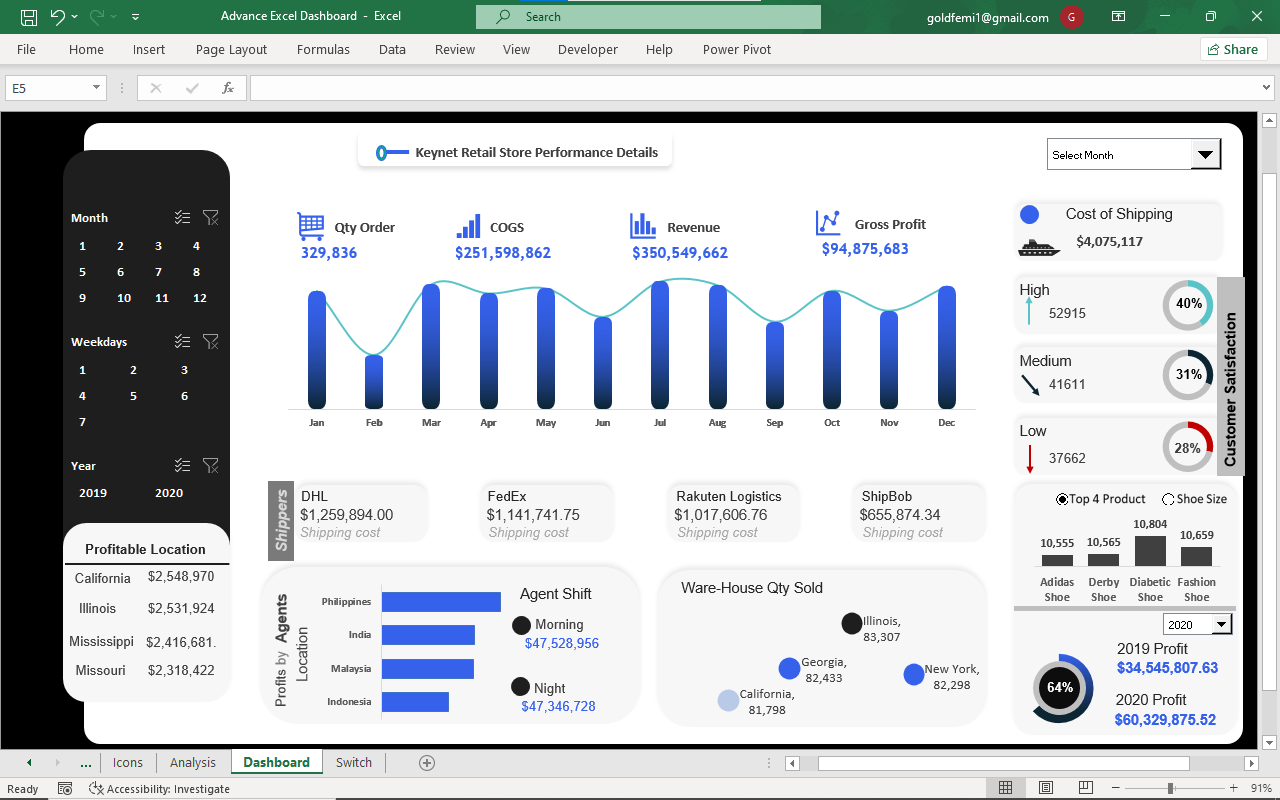 Advance Excel Dashboard - Excel
Search
goldfemi1@gmail.com
G
File Home Insert Page Layout Formulas Data Review View Developer Help Power Pivot
Share
E5
fx
Keynet Retail Store Performance Details
Select Month
Month
1 2 3 4
5 6 7 8
9 10 11 12
Weekdays
1 2 3
4 5 6
7
Year
2019 2020
Profitable Location
California $2,548,970
Illinois $2,531,924
Mississippi $2,416,681.
Missouri $2,318,422
Qty Order
329,836
COGS
$251,598,862
Revenue
$350,549,662
Gross Profit
$94,875,683
Jan Feb Mar Apr May Jun Jul Aug Sep Oct Nov Dec
Cost of Shipping
$4,075,117
High
52915
40%
Medium
41611
31%
Low
37662
28%
Customer Satisfaction
Shippers
DHL
$1,259,894.00
Shipping cost
FedEx
$1,141,741.75
Shipping cost
Rakuten Logistics
$1,017,606.76
Shipping cost
ShipBob
$655,874.34
Shipping cost
Profits by Agents
Location
Philippines
India
Malaysia
Indonesia
Agent Shift
Morning
$47,528,956
Night
$47,346,728
Ware-House Qty Sold
Illinois,
83,307
Georgia,
82,433
New York,
82,298
California,
81,798
Top 4 Product Shoe Size
10,555 10,565 10,804 10,659
Adidas Shoe
Derby Shoe
Diabetic Shoe
Fashion Shoe
2020
64%
2019 Profit
$34,545,807.63
2020 Profit
$60,329,875.52
... Icons Analysis Dashboard Switch
Ready
Accessibility: Investigate
91%